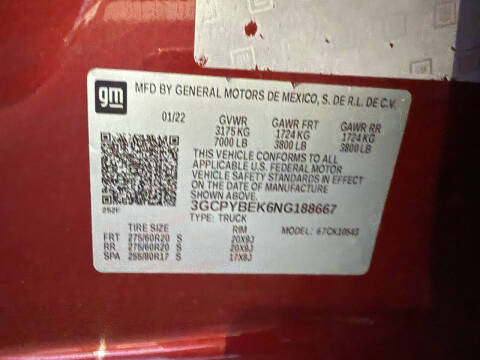 gm MFD BY GENERAL MOTORS DE MEXICO, S. DE R.L. DE C.V.
01/22 GVWR GAWR FRT GAWR RR
3175 KG 1724 KG 1724 KG
7000 LB 3800 LB 3800 LB
THIS VEHICLE CONFORMS TO ALL
APPLICABLE U.S. FEDERAL MOTOR
VEHICLE SAFETY STANDARDS IN EFFECT
ON THE DATE OF MANUFACTURE
SHOWN ABOVE.
252F 3GCPYBEK6NG188667
TYPE: TRUCK
TIRE SIZE RIM MODEL: 67CK10543
FRT 275/60R20 S 20X9J
RR 275/60R20 S 20X9J
SPA 255/80R17 S 17X8J